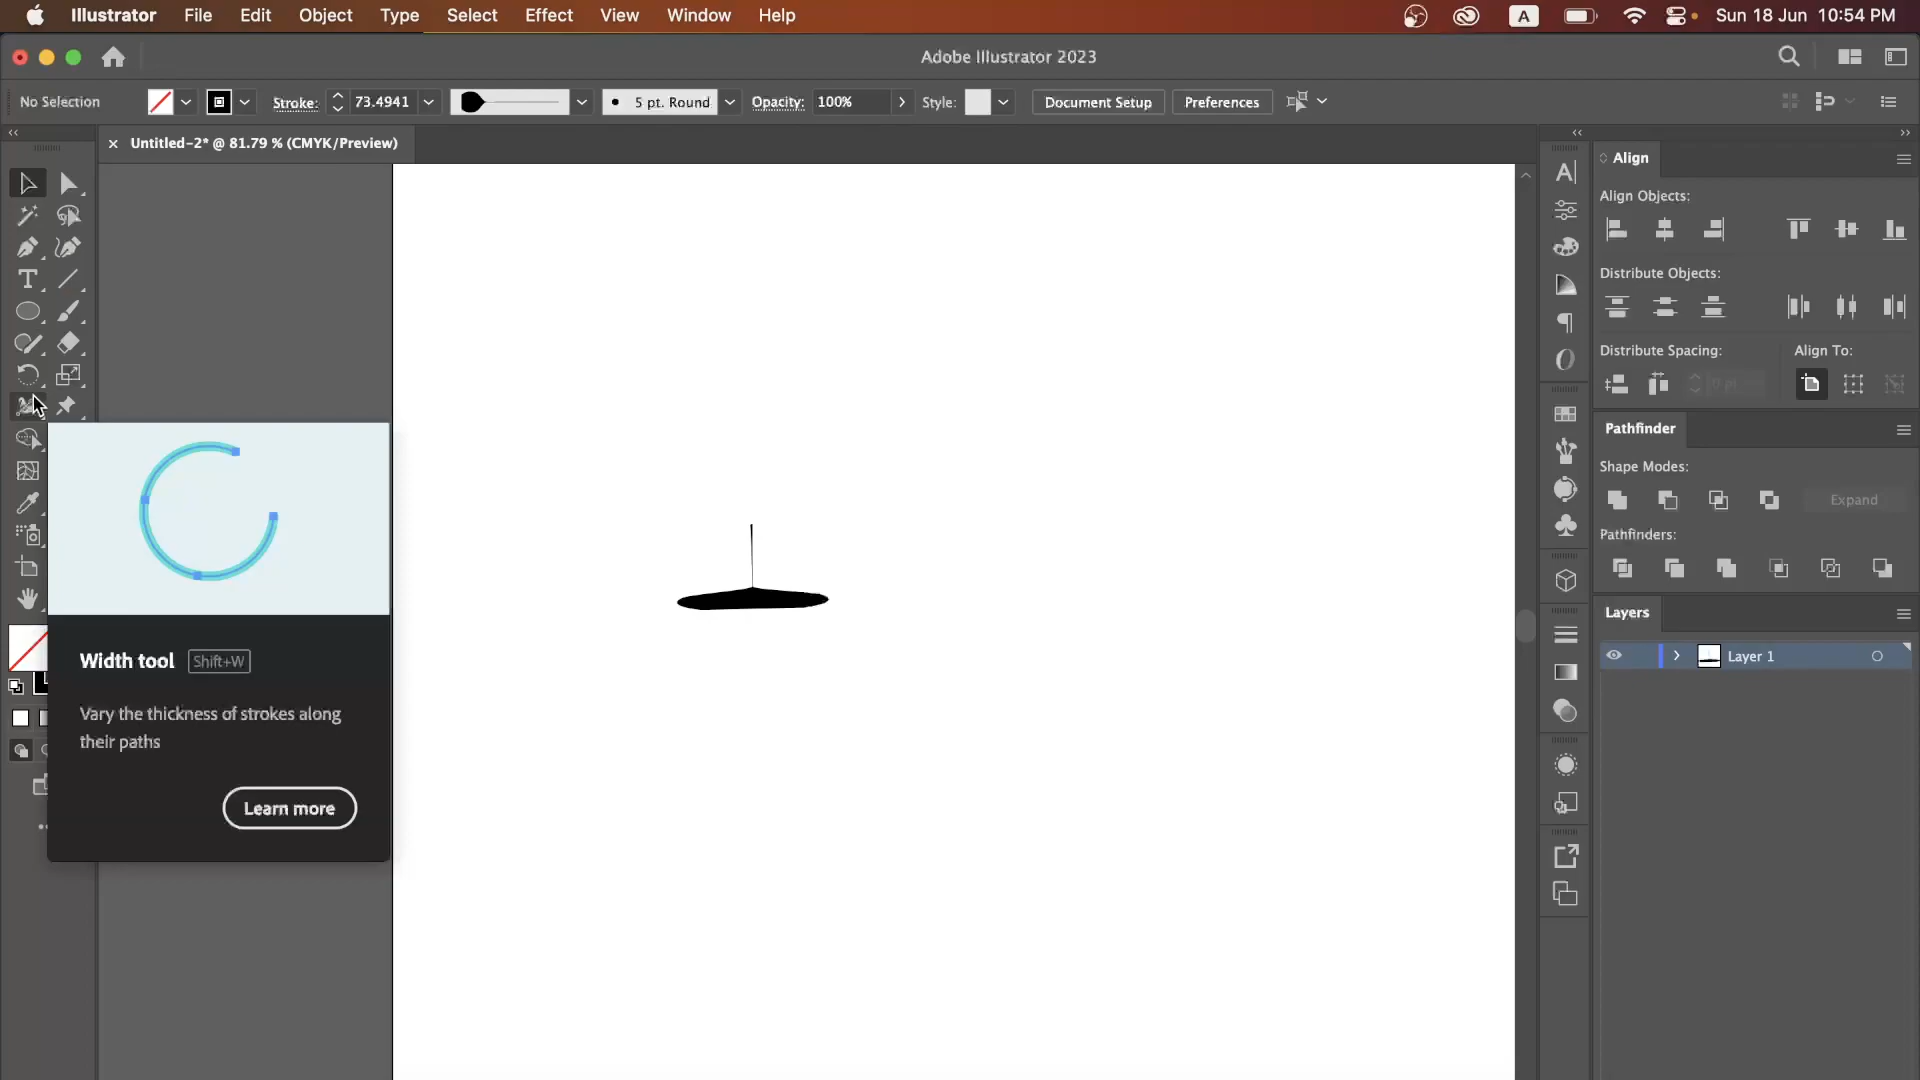 Illustrator File Edit Object Type Select Effect View Window Help A Sun 18 Jun 10:54 PM
Adobe Illustrator 2023
No Selection Stroke: 73.4941 5 pt. Round Opacity: 100% Style: Document Setup Preferences
Untitled-2* @ 81.79 % (CMYK/Preview)
Align
Align Objects:
Distribute Objects:
Distribute Spacing: Align To:
0 pt
Pathfinder
Shape Modes:
Expand
Pathfinders:
Layers
Layer 1
Width tool Shift+W
Vary the thickness of strokes along
their paths
Learn more